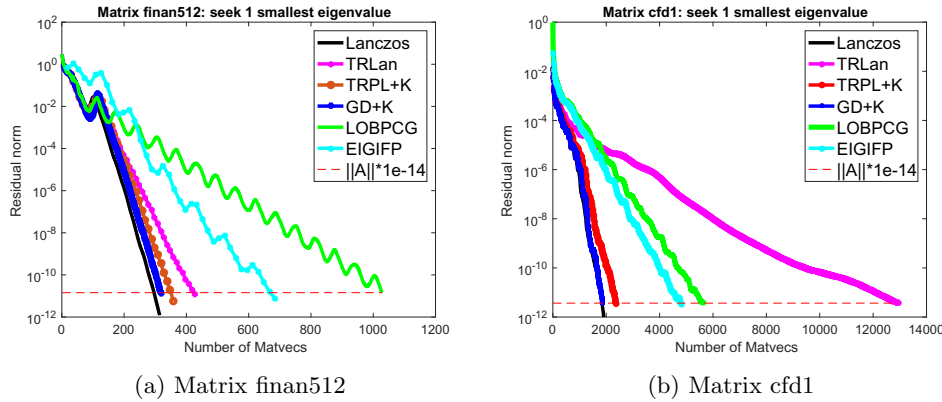 Matrix finan512: seek 1 smallest eigenvalue
10^2
10^0
10^-2
10^-4
10^-6
10^-8
10^-10
10^-12
Residual norm
Lanczos
TRLan
TRPL+K
GD+K
LOBPCG
EIGIFP
||A||*1e-14
0 200 400 600 800 1000 1200
Number of Matvecs
(a) Matrix finan512
Matrix cfd1: seek 1 smallest eigenvalue
10^0
10^-2
10^-4
10^-6
10^-8
10^-10
10^-12
Residual norm
Lanczos
TRLan
TRPL+K
GD+K
LOBPCG
EIGIFP
||A||*1e-14
0 2000 4000 6000 8000 10000 12000 14000
Number of Matvecs
(b) Matrix cfd1